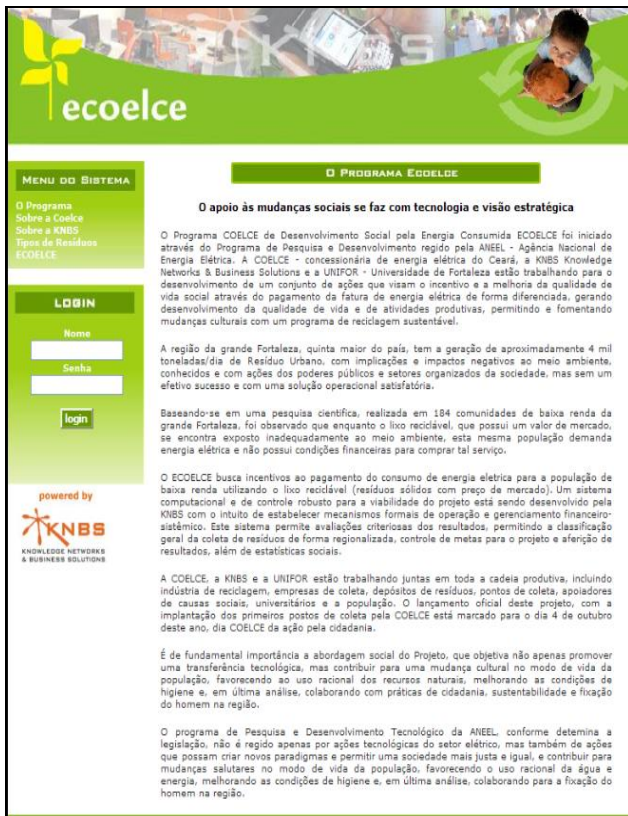 KNBS
ecoelce
MENU DO SISTEMA
O Programa
Sobre a Coelce
Sobre a KNBS
Tipos de Resíduos
ECOELCE
LOGIN
Nome
Senha
login
powered by
KNBS
KNOWLEDGE NETWORKS
& BUSINESS SOLUTIONS
O PROGRAMA ECOELCE
O apoio às mudanças sociais se faz com tecnologia e visão estratégica
O Programa COELCE de Desenvolvimento Social pela Energia Consumida ECOELCE foi iniciado
através do Programa de Pesquisa e Desenvolvimento regido pela ANEEL - Agência Nacional de
Energia Elétrica. A COELCE - concessionária de energia elétrica do Ceará, a KNBS Knowledge
Networks & Business Solutions e a UNIFOR - Universidade de Fortaleza estão trabalhando para o
desenvolvimento de um conjunto de ações que visam o incentivo e a melhoria da qualidade de
vida social através do pagamento da fatura de energia elétrica de forma diferenciada, gerando
desenvolvimento da qualidade de vida e de atividades produtivas, permitindo e fomentando
mudanças culturais com um programa de reciclagem sustentável.
A região da grande Fortaleza, quinta maior do país, tem a geração de aproximadamente 4 mil
toneladas/dia de Resíduo Urbano, com implicações e impactos negativos ao meio ambiente,
conhecidos e com ações dos poderes públicos e setores organizados da sociedade, mas sem um
efetivo sucesso e com uma solução operacional satisfatória.
Baseando-se em uma pesquisa cientifica, realizada em 184 comunidades de baixa renda da
grande Fortaleza, foi observado que enquanto o lixo reciclável, que possui um valor de mercado,
se encontra exposto inadequadamente ao meio ambiente, esta mesma população demanda
energia elétrica e não possui condições financeiras para comprar tal serviço.
O ECOELCE busca incentivos ao pagamento do consumo de energia eletrica para a população de
baixa renda utilizando o lixo reciclável (resíduos sólidos com preço de mercado). Um sistema
computacional e de controle robusto para a viabilidade do projeto está sendo desenvolvido pela
KNBS com o intuito de estabelecer mecanismos formais de operação e gerenciamento financeiro-
sistêmico. Este sistema permite avaliações criteriosas dos resultados, permitindo a classificação
geral da coleta de resíduos de forma regionalizada, controle de metas para o projeto e aferição de
resultados, além de estatísticas sociais.
A COELCE, a KNBS e a UNIFOR estão trabalhando juntas em toda a cadeia produtiva, incluindo
indústria de reciclagem, empresas de coleta, depósitos de resíduos, pontos de coleta, apoiadores
de causas sociais, universitários e a população. O lançamento oficial deste projeto, com a
implantação dos primeiros postos de coleta pela COELCE está marcado para o dia 4 de outubro
deste ano, dia COELCE da ação pela cidadania.
É de fundamental importância a abordagem social do Projeto, que objetiva não apenas promover
uma transferência tecnológica, mas contribuir para uma mudança cultural no modo de vida da
população, favorecendo ao uso racional dos recursos naturais, melhorando as condições de
higiene e, em última análise, colaborando com práticas de cidadania, sustentabilidade e fixação
do homem na região.
O programa de Pesquisa e Desenvolvimento Tecnológico da ANEEL, conforme detemina a
legislação, não é regido apenas por ações tecnológicas do setor elétrico, mas também de ações
que possam criar novos paradigmas e permitir uma sociedade mais justa e igual, e contribuir para
mudanças salutares no modo de vida da população, favorecendo o uso racional da água e
energia, melhorando as condições de higiene e, em última análise, colaborando para a fixação do
homem na região.